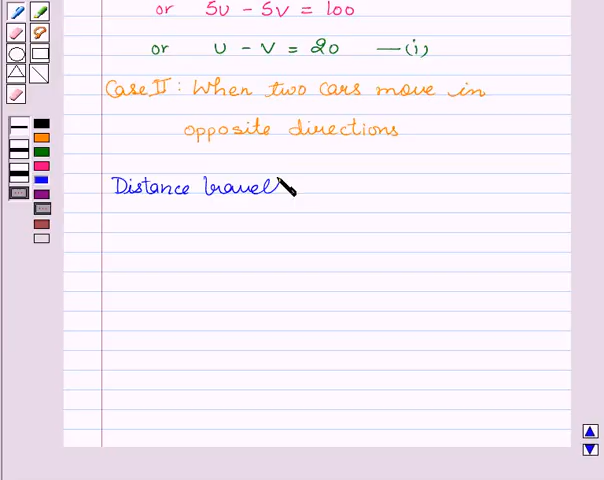 or 5u - 5v = 100
or u - v = 20 —(i)
Case II: When two cars move in
opposite directions
Distance travel